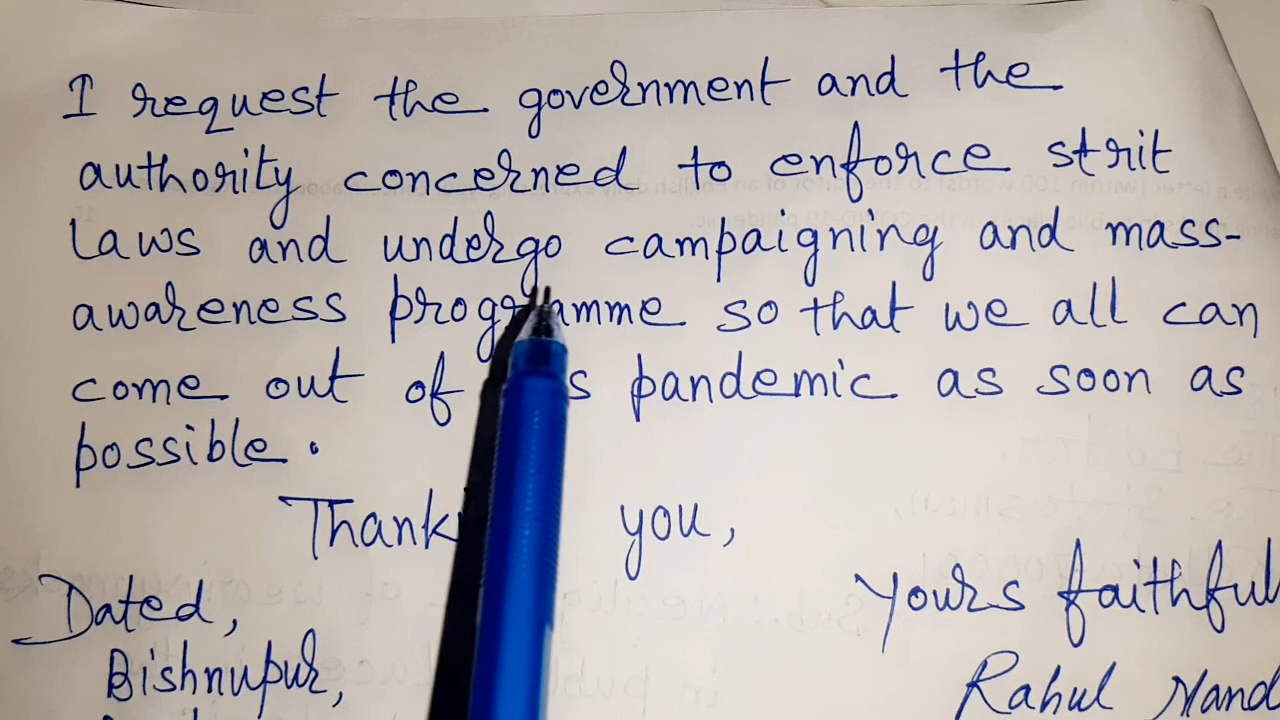 I request the government and the
authority concerned to enforce strit
laws and undergo campaigning and mass-
awareness programme so that we all can
come out of s pandemic as soon as
possible.
Thank you,
Dated, Yours faithful
Bishnupur, Rahul Nand